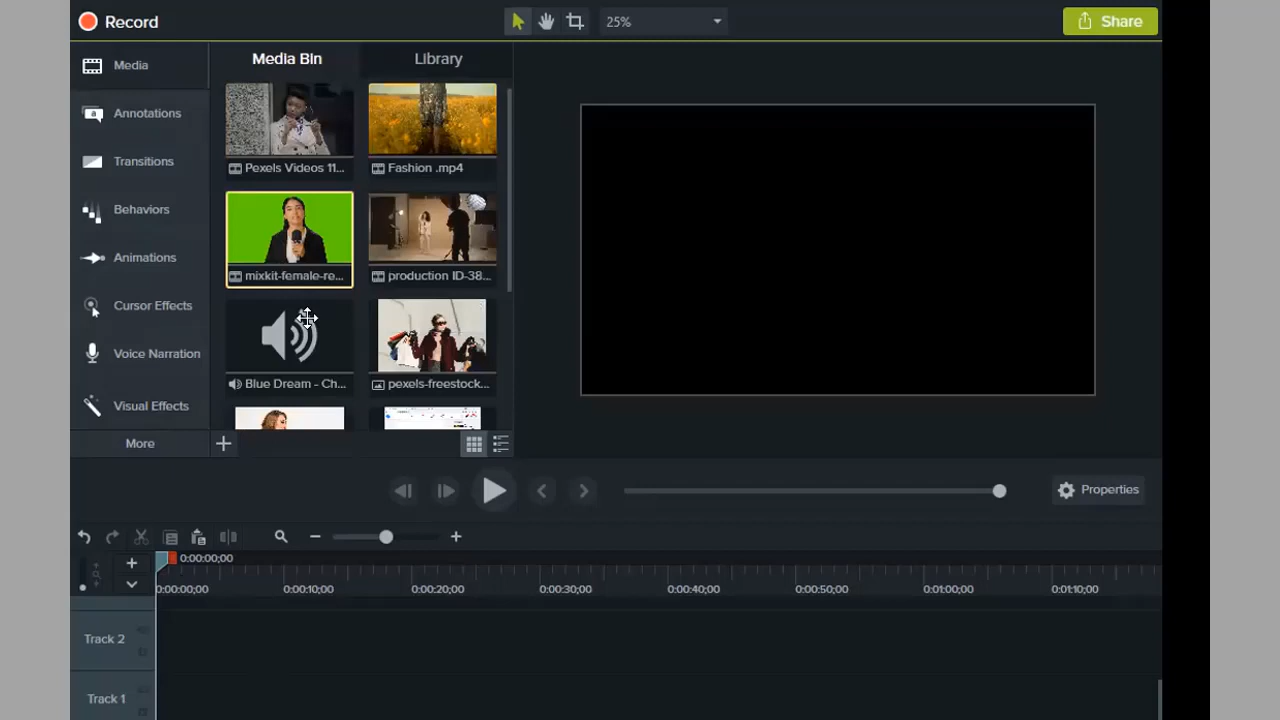 Record
25%
Share
Media
Media Bin
Library
Annotations
Transitions
Behaviors
Animations
Cursor Effects
Voice Narration
Visual Effects
More
Pexels Videos 11...
Fashion .mp4
mixkit-female-re...
production ID-38...
Blue Dream - Ch...
pexels-freestock...
Properties
0:00:00;00
0:00:00;00
0:00:10;00
0:00:20;00
0:00:30;00
0:00:40;00
0:00:50;00
0:01:00;00
0:01:10;00
Track 2
Track 1